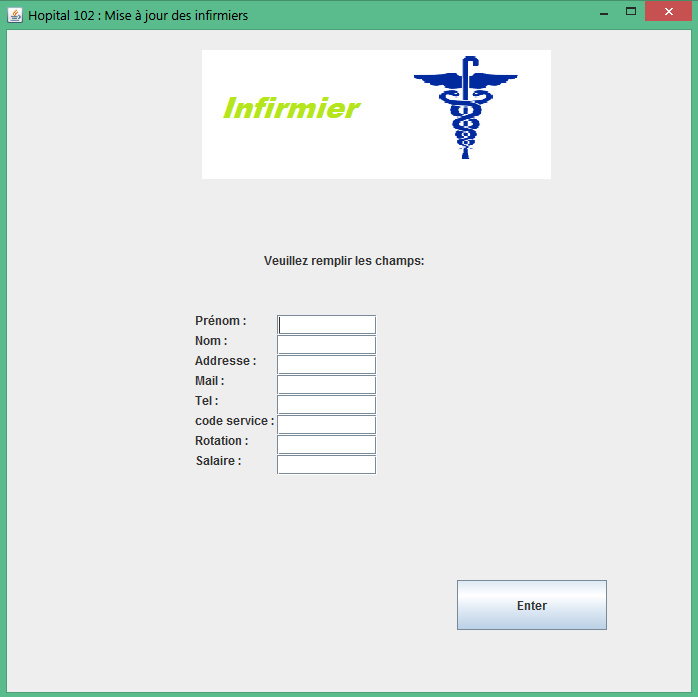 Hopital 102 : Mise à jour des infirmiers
Infirmier
Veuillez remplir les champs:
Prénom :
Nom :
Addresse :
Mail :
Tel :
code service :
Rotation :
Salaire :
Enter